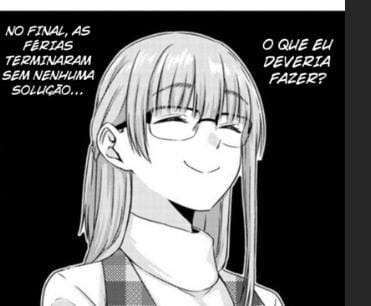 NO FINAL, AS
FÉRIAS
TERMINARAM
SEM NENHUMA
SOLUÇÃO...
O QUE EU
DEVERIA
FAZER?